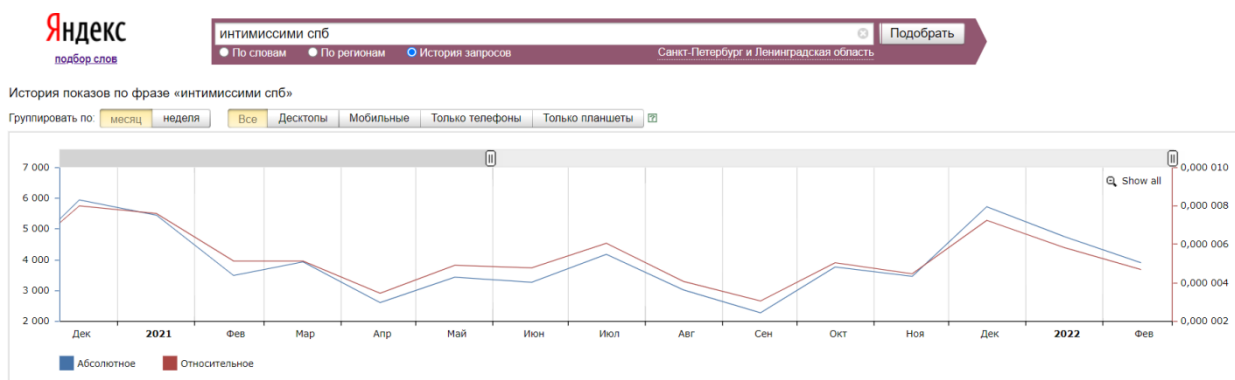 Яндекс
подбор слов
интимиссими спб
Подобрать
По словам По регионам История запросов Санкт-Петербург и Ленинградская область
История показов по фразе «интимиссими спб»
Группировать по: месяц неделя Все Десктопы Мобильные Только телефоны Только планшеты ?
Show all
7 000 0,000 010
6 000 0,000 008
5 000
4 000 0,000 006
3 000 0,000 004
2 000 0,000 002
Дек 2021 Фев Мар Апр Май Июн Июл Авг Сен Окт Ноя Дек 2022 Фев
Абсолютное Относительное